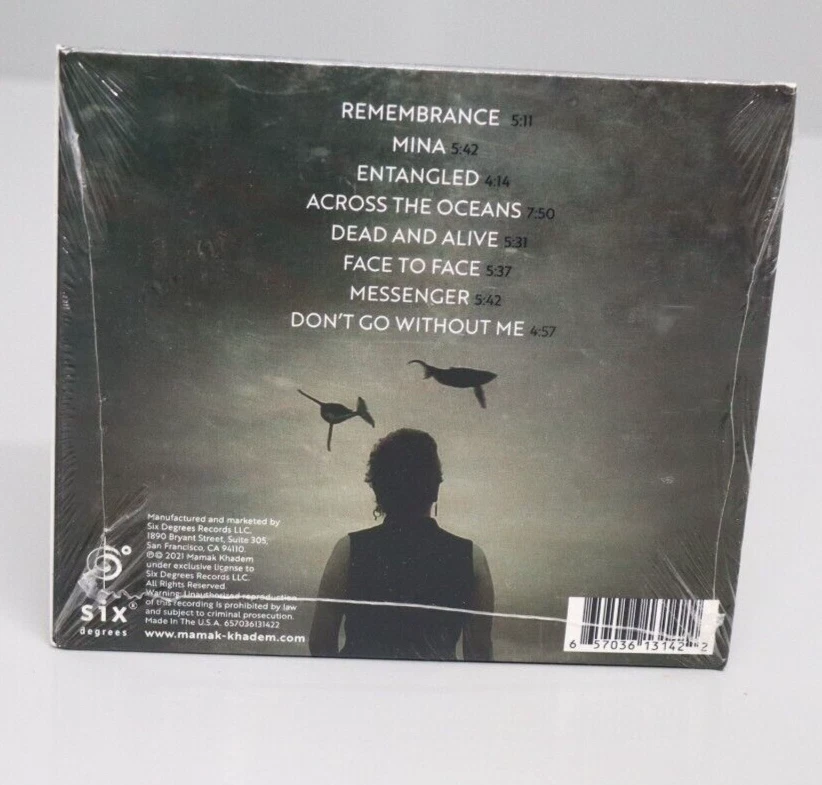 REMEMBRANCE 5:11
MINA 5:42
ENTANGLED 4:14
ACROSS THE OCEANS 7:50
DEAD AND ALIVE 5:31
FACE TO FACE 5:37
MESSENGER 5:42
DON'T GO WITHOUT ME 4:57
Manufactured and marketed by
Six Degrees Records LLC.
1890 Bryant Street, Suite 305,
San Francisco, CA 94110.
℗© 2021 Mamak Khadem
under exclusive license to
Six Degrees Records LLC.
All Rights Reserved.
Warning: Unauthorised reproduction
of this recording is prohibited by law
and subject to criminal prosecution.
Made In The U.S.A. 657036131422
www.mamak-khadem.com
six®
degrees
6 57036 13142 2